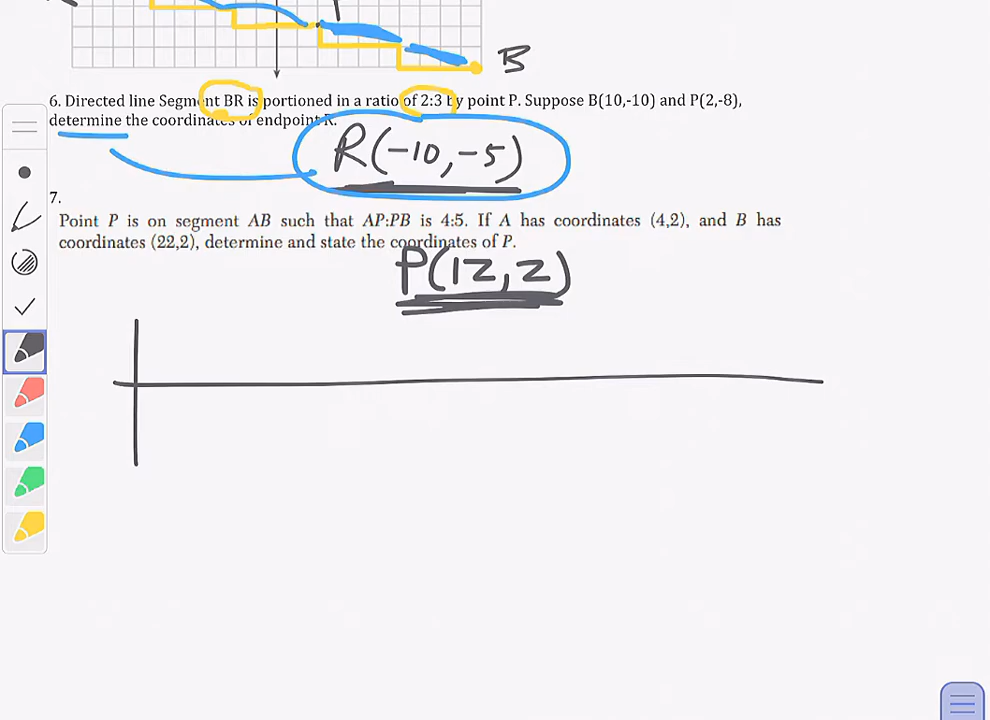 B
6. Directed line Segment BR is portioned in a ratio of 2:3 by point P. Suppose B(10,-10) and P(2,-8),
determine the coordinates of endpoint R.
R(-10,-5)
7.
Point P is on segment AB such that AP:PB is 4:5. If A has coordinates (4,2), and B has
coordinates (22,2), determine and state the coordinates of P.
P(12,2)